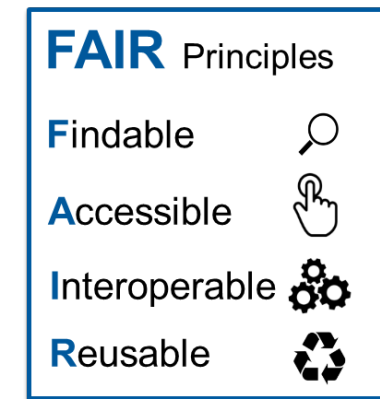 FAIR Principles
Findable
Accessible
Interoperable
Reusable